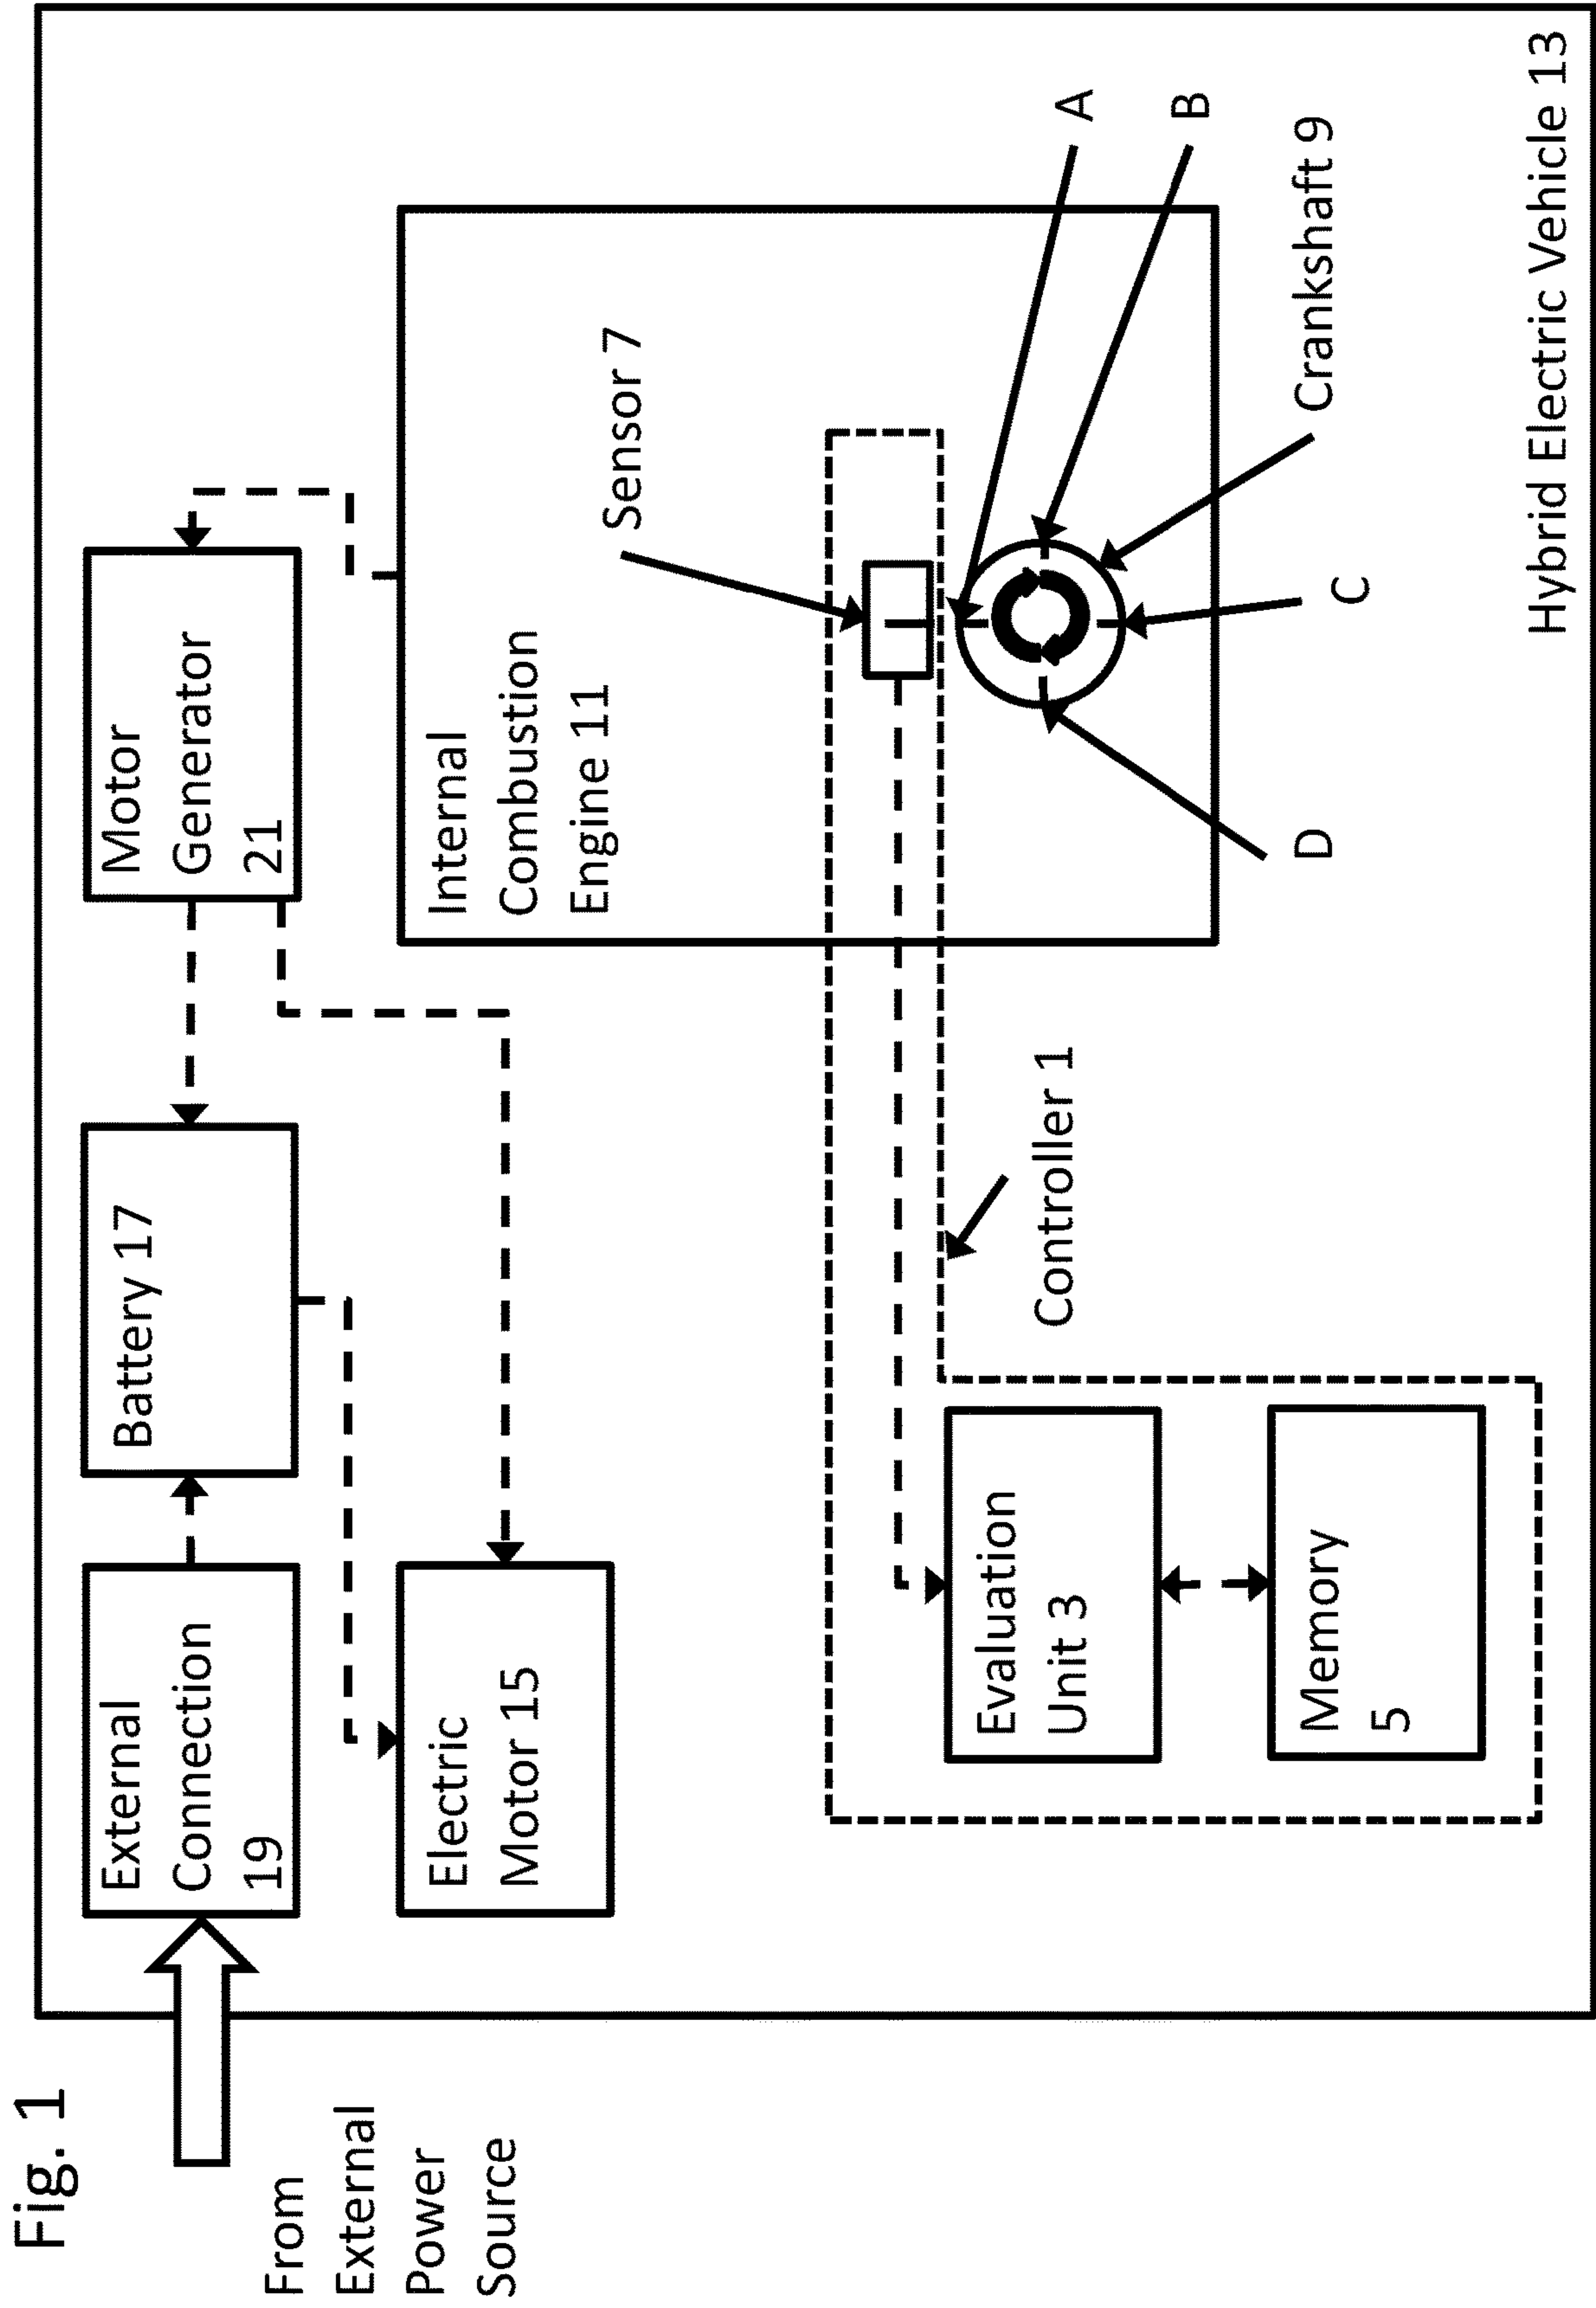 Fig. 1
From
External
Power
Source
External
Connection
19
Battery 17
Motor
Generator
21
Electric
Motor 15
Internal
Combustion
Engine 11
Sensor 7
A
B
Crankshaft 9
C
D
Controller 1
Evaluation
Unit 3
Memory
5
Hybrid Electric Vehicle 13